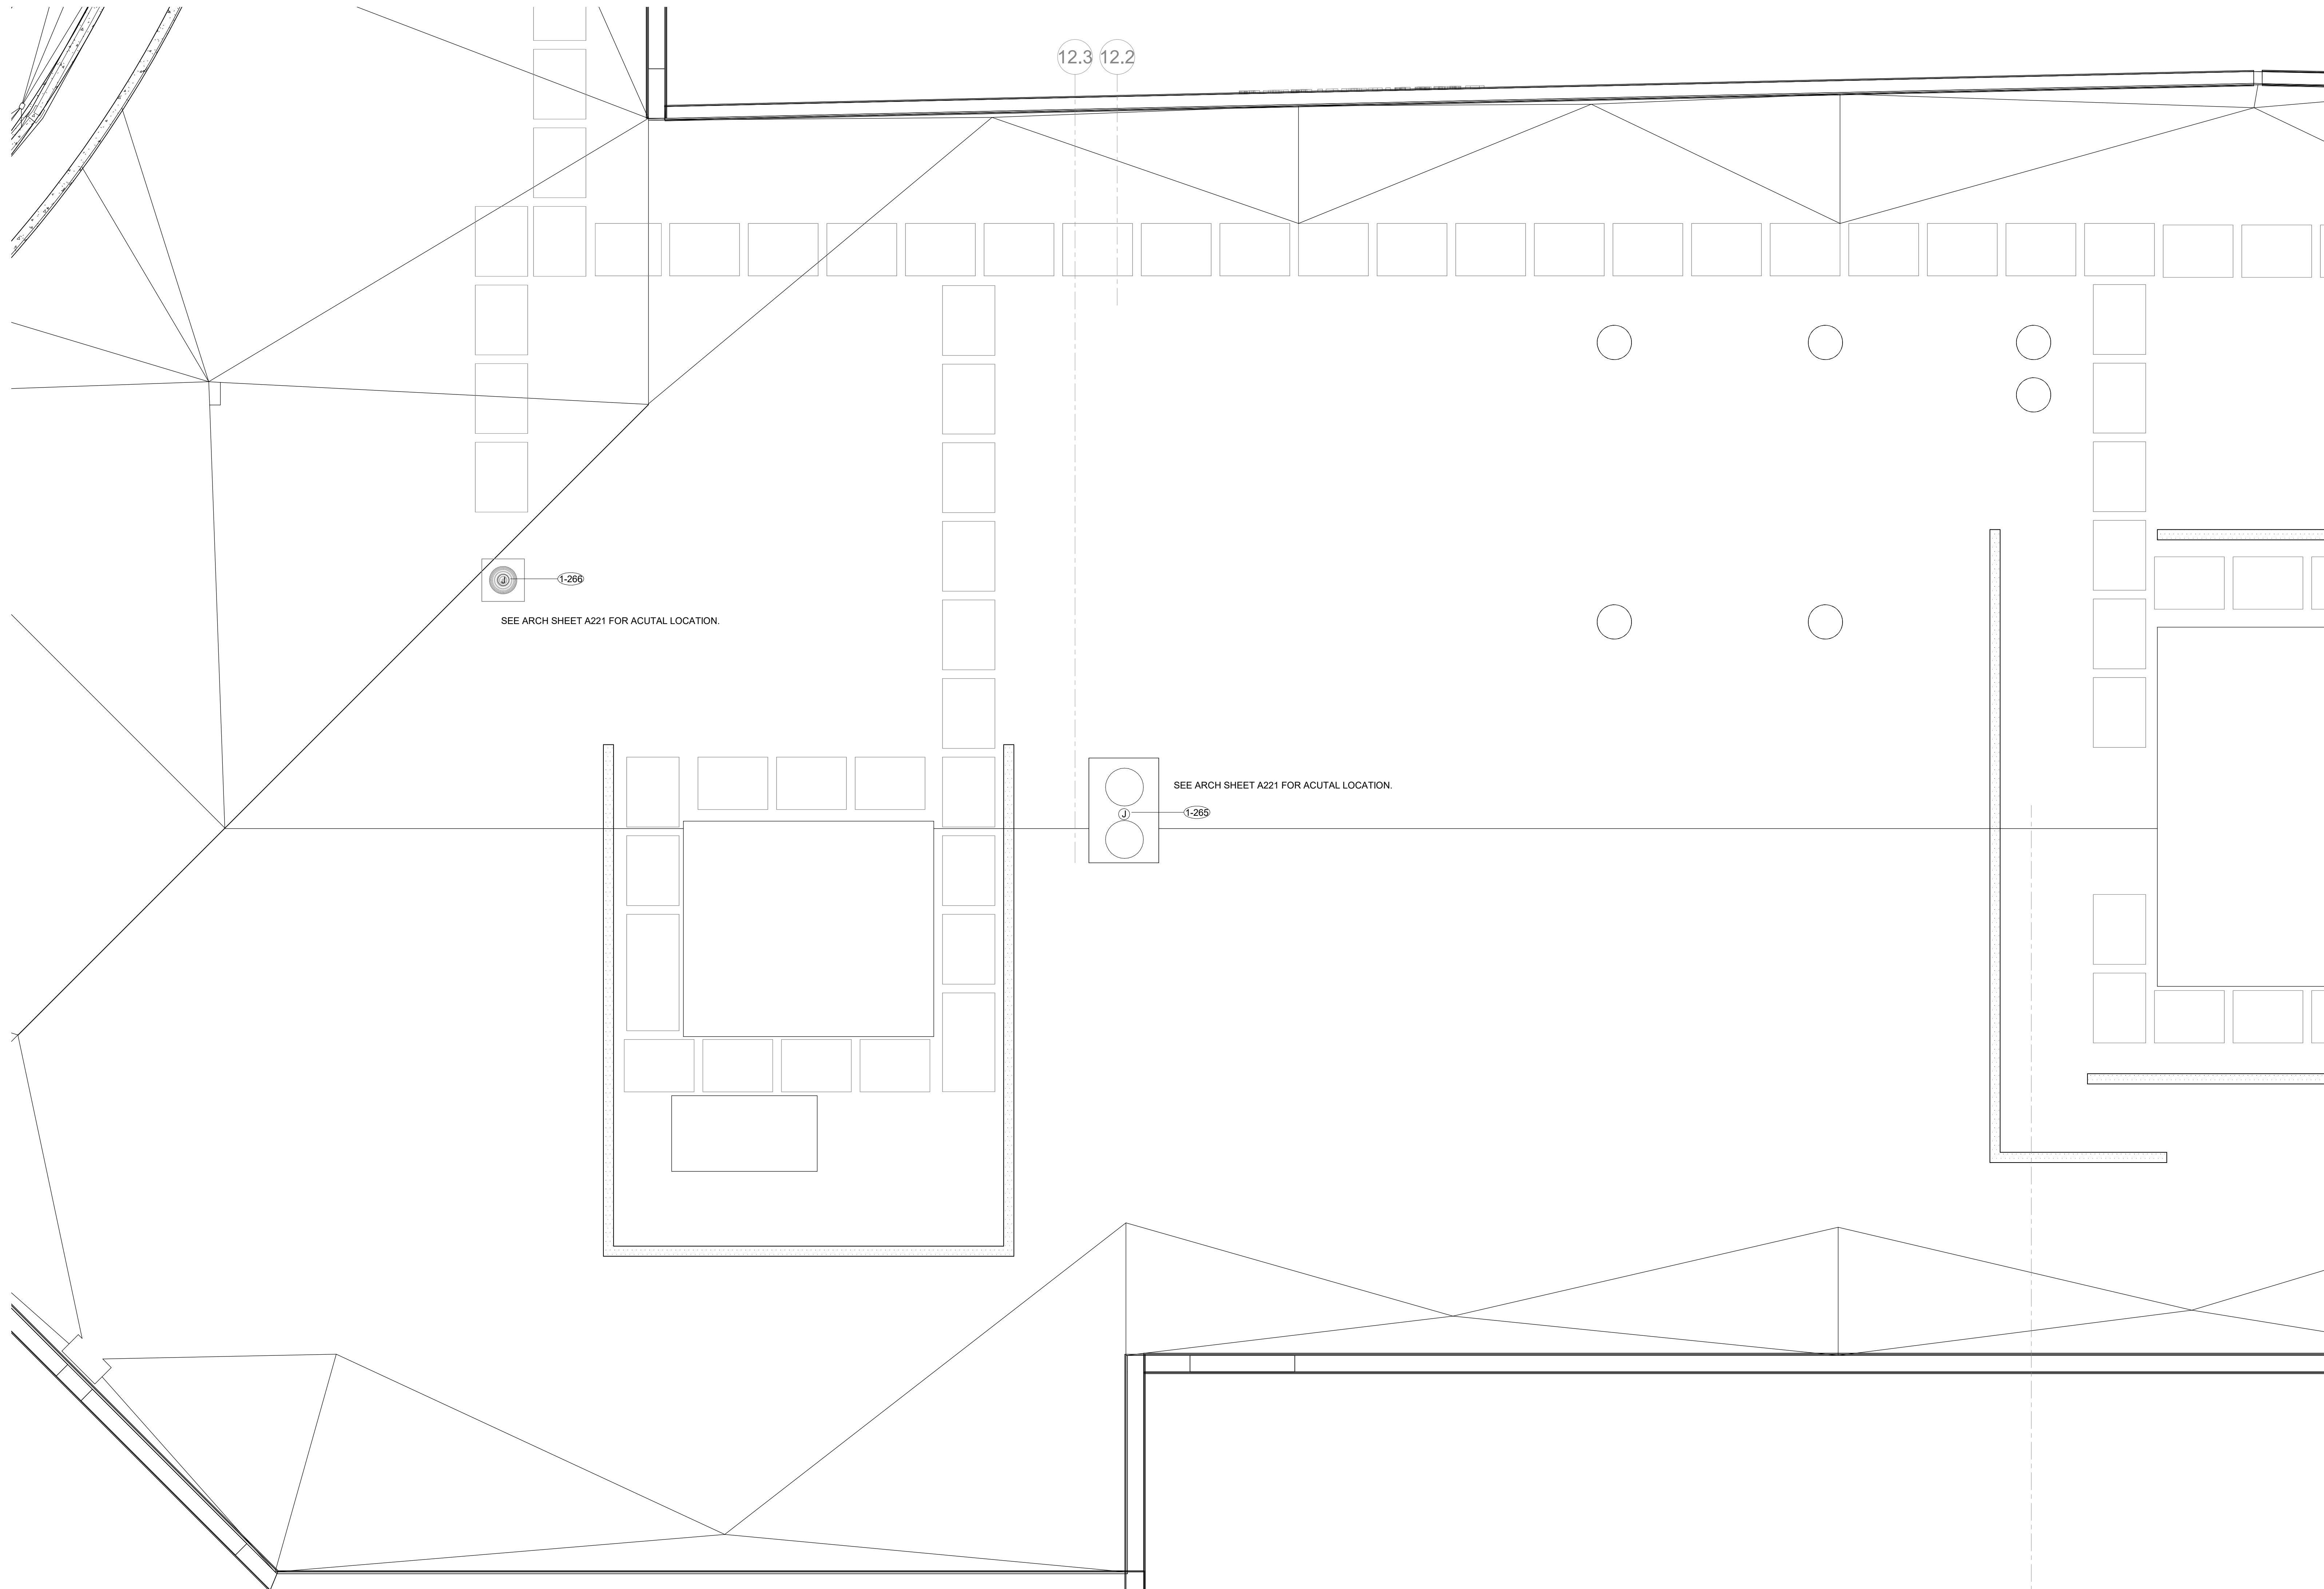 12.3 12.2
J 1-266
SEE ARCH SHEET A221 FOR ACUTAL LOCATION.
SEE ARCH SHEET A221 FOR ACUTAL LOCATION.
J 1-265